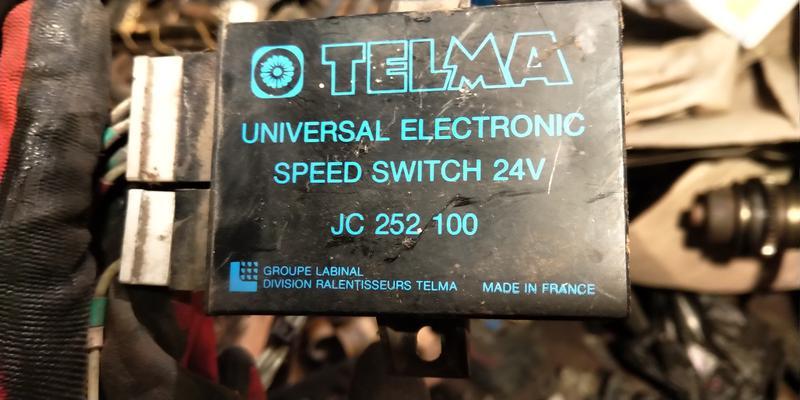 TELMA
UNIVERSAL ELECTRONIC
SPEED SWITCH 24V
JC 252 100
GROUPE LABINAL
DIVISION RALENTISSEURS TELMA MADE IN FRANCE